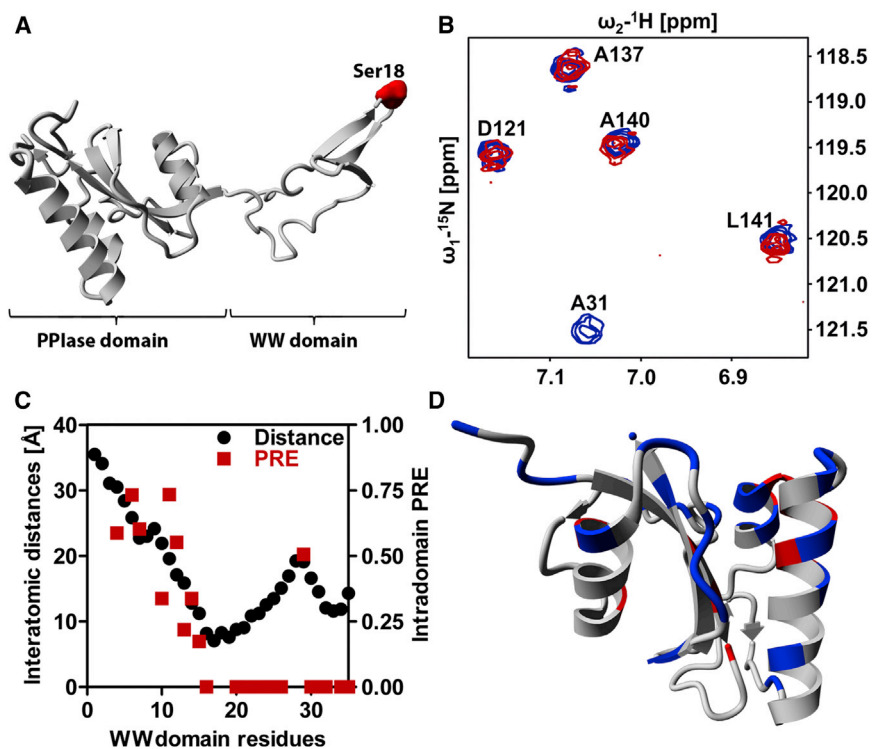 A
Ser18
PPIase domain
WW domain
B
ω₂-¹H [ppm]
A137
D121
A140
L141
A31
118.5
119.0
119.5
120.0
120.5
121.0
121.5
ω₁-¹⁵N [ppm]
7.1
7.0
6.9
C
Distance
PRE
40
30
20
10
0
Interatomic distances [Å]
1.00
0.75
0.50
0.25
0.00
Intradomain PRE
0
10
20
30
WW domain residues
D